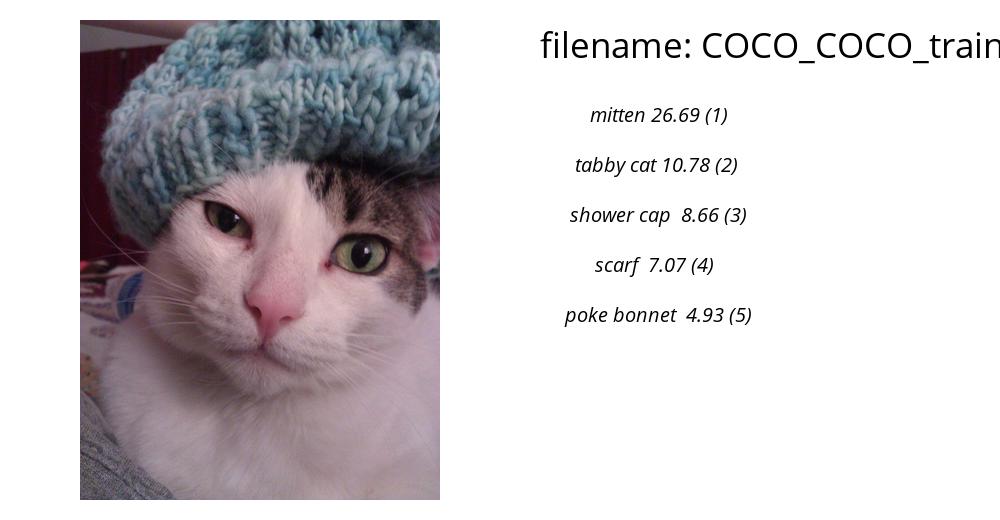 filename: COCO_COCO_train
mitten 26.69 (1)
tabby cat 10.78 (2)
shower cap 8.66 (3)
scarf 7.07 (4)
poke bonnet 4.93 (5)